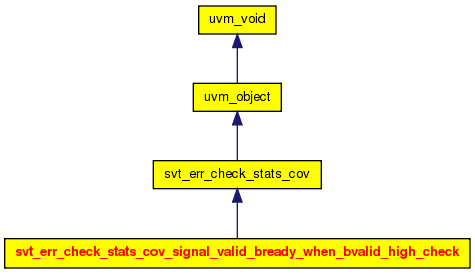 uvm_void
uvm_object
svt_err_check_stats_cov
svt_err_check_stats_cov_signal_valid_bready_when_bvalid_high_check